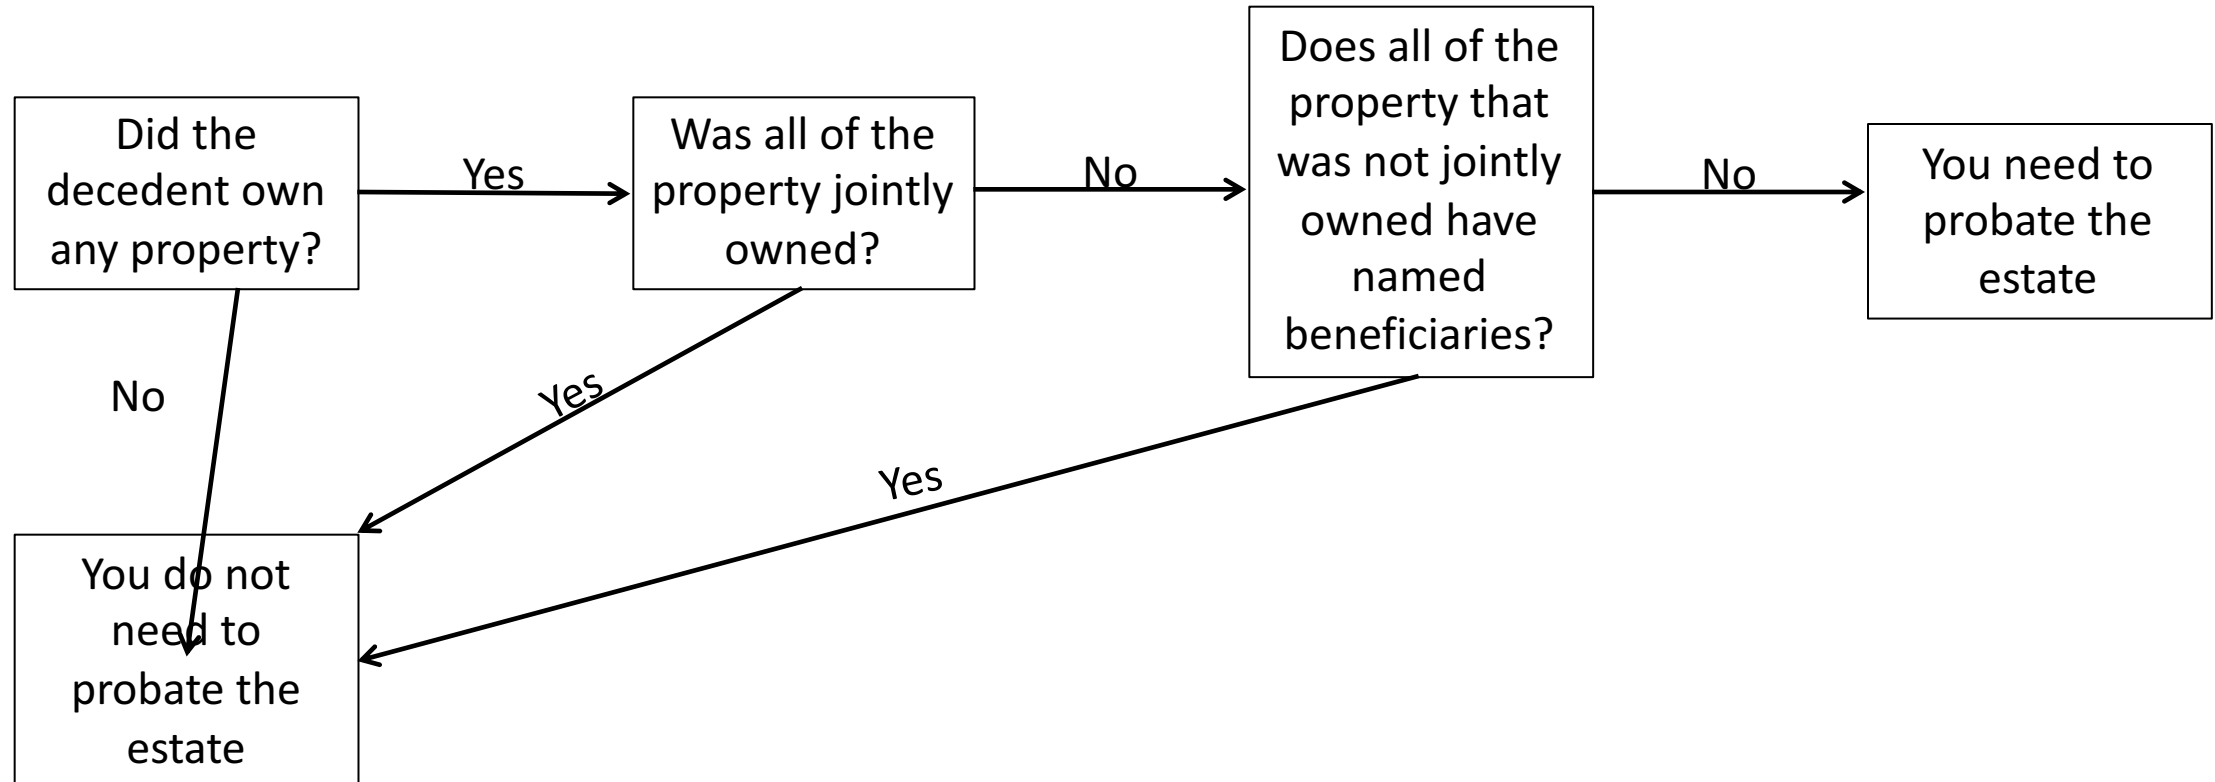 Did the
decedent own
any property?
Yes
Was all of the
property jointly
owned?
No
Does all of the
property that
was not jointly
owned have
named
beneficiaries?
No
You need to
probate the
estate
No
Yes
Yes
You do not
need to
probate the
estate